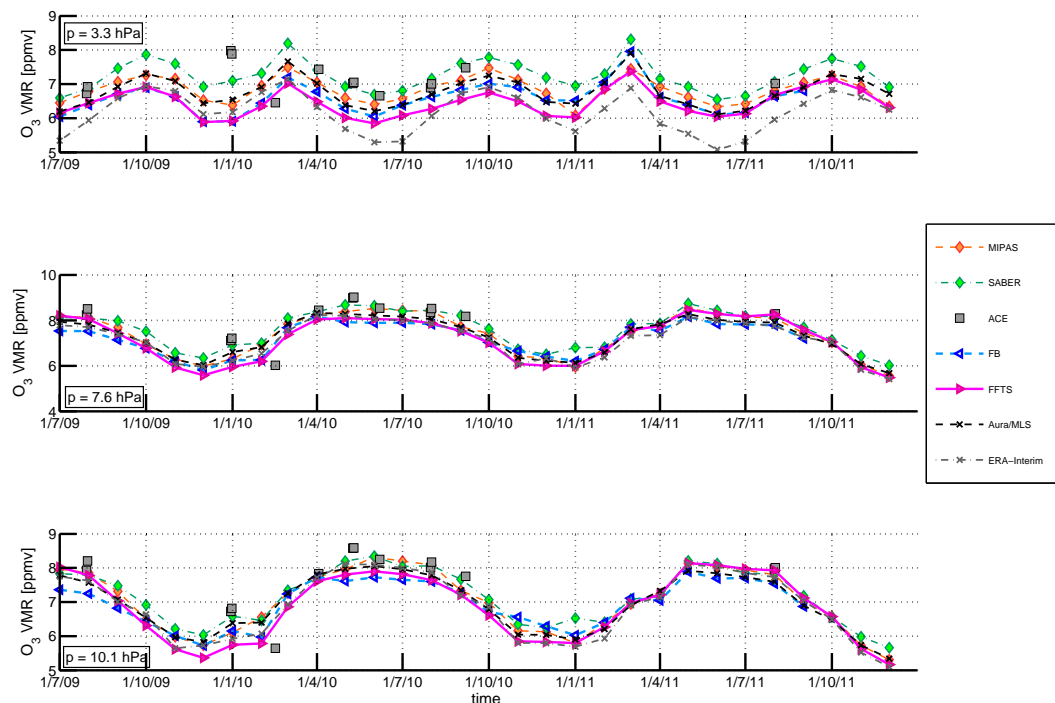 9
8
7
6
5
O3 VMR [ppmv]
p = 3.3 hPa
1/7/09 1/10/09 1/1/10 1/4/10 1/7/10 1/10/10 1/1/11 1/4/11 1/7/11 1/10/11
10
8
6
4
O3 VMR [ppmv]
p = 7.6 hPa
1/7/09 1/10/09 1/1/10 1/4/10 1/7/10 1/10/10 1/1/11 1/4/11 1/7/11 1/10/11
MIPAS
SABER
ACE
FB
FFTS
Aura/MLS
ERA−Interim
9
8
7
6
5
O3 VMR [ppmv]
p = 10.1 hPa
1/7/09 1/10/09 1/1/10 1/4/10 1/7/10 1/10/10 1/1/11 1/4/11 1/7/11 1/10/11
time